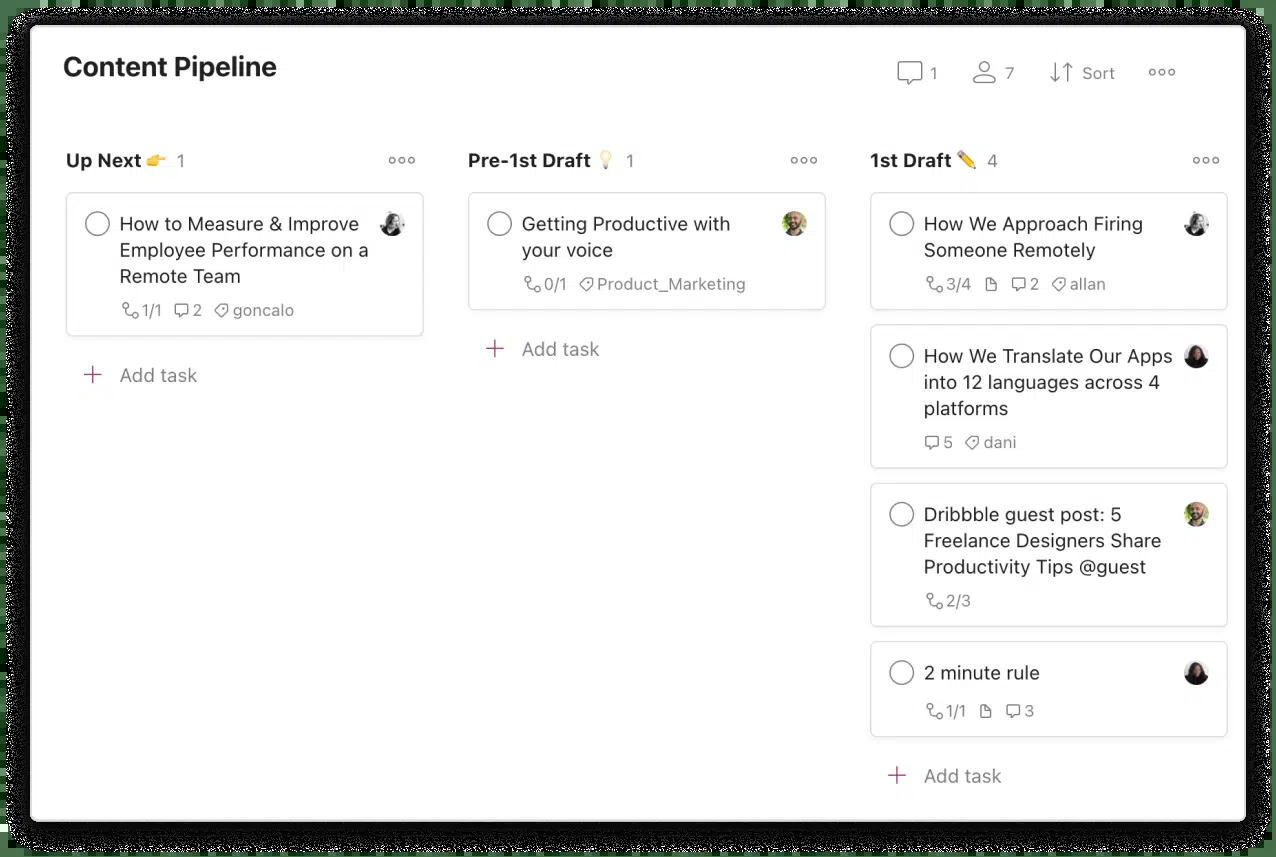 Content Pipeline
1 7 Sort
Up Next 👉 1
How to Measure & Improve
Employee Performance on a
Remote Team
1/1 2 goncalo
Add task
Pre-1st Draft 💡 1
Getting Productive with
your voice
0/1 Product_Marketing
Add task
1st Draft ✏️ 4
How We Approach Firing
Someone Remotely
3/4 2 allan
How We Translate Our Apps
into 12 languages across 4
platforms
5 dani
Dribbble guest post: 5
Freelance Designers Share
Productivity Tips @guest
2/3
2 minute rule
1/1 3
Add task